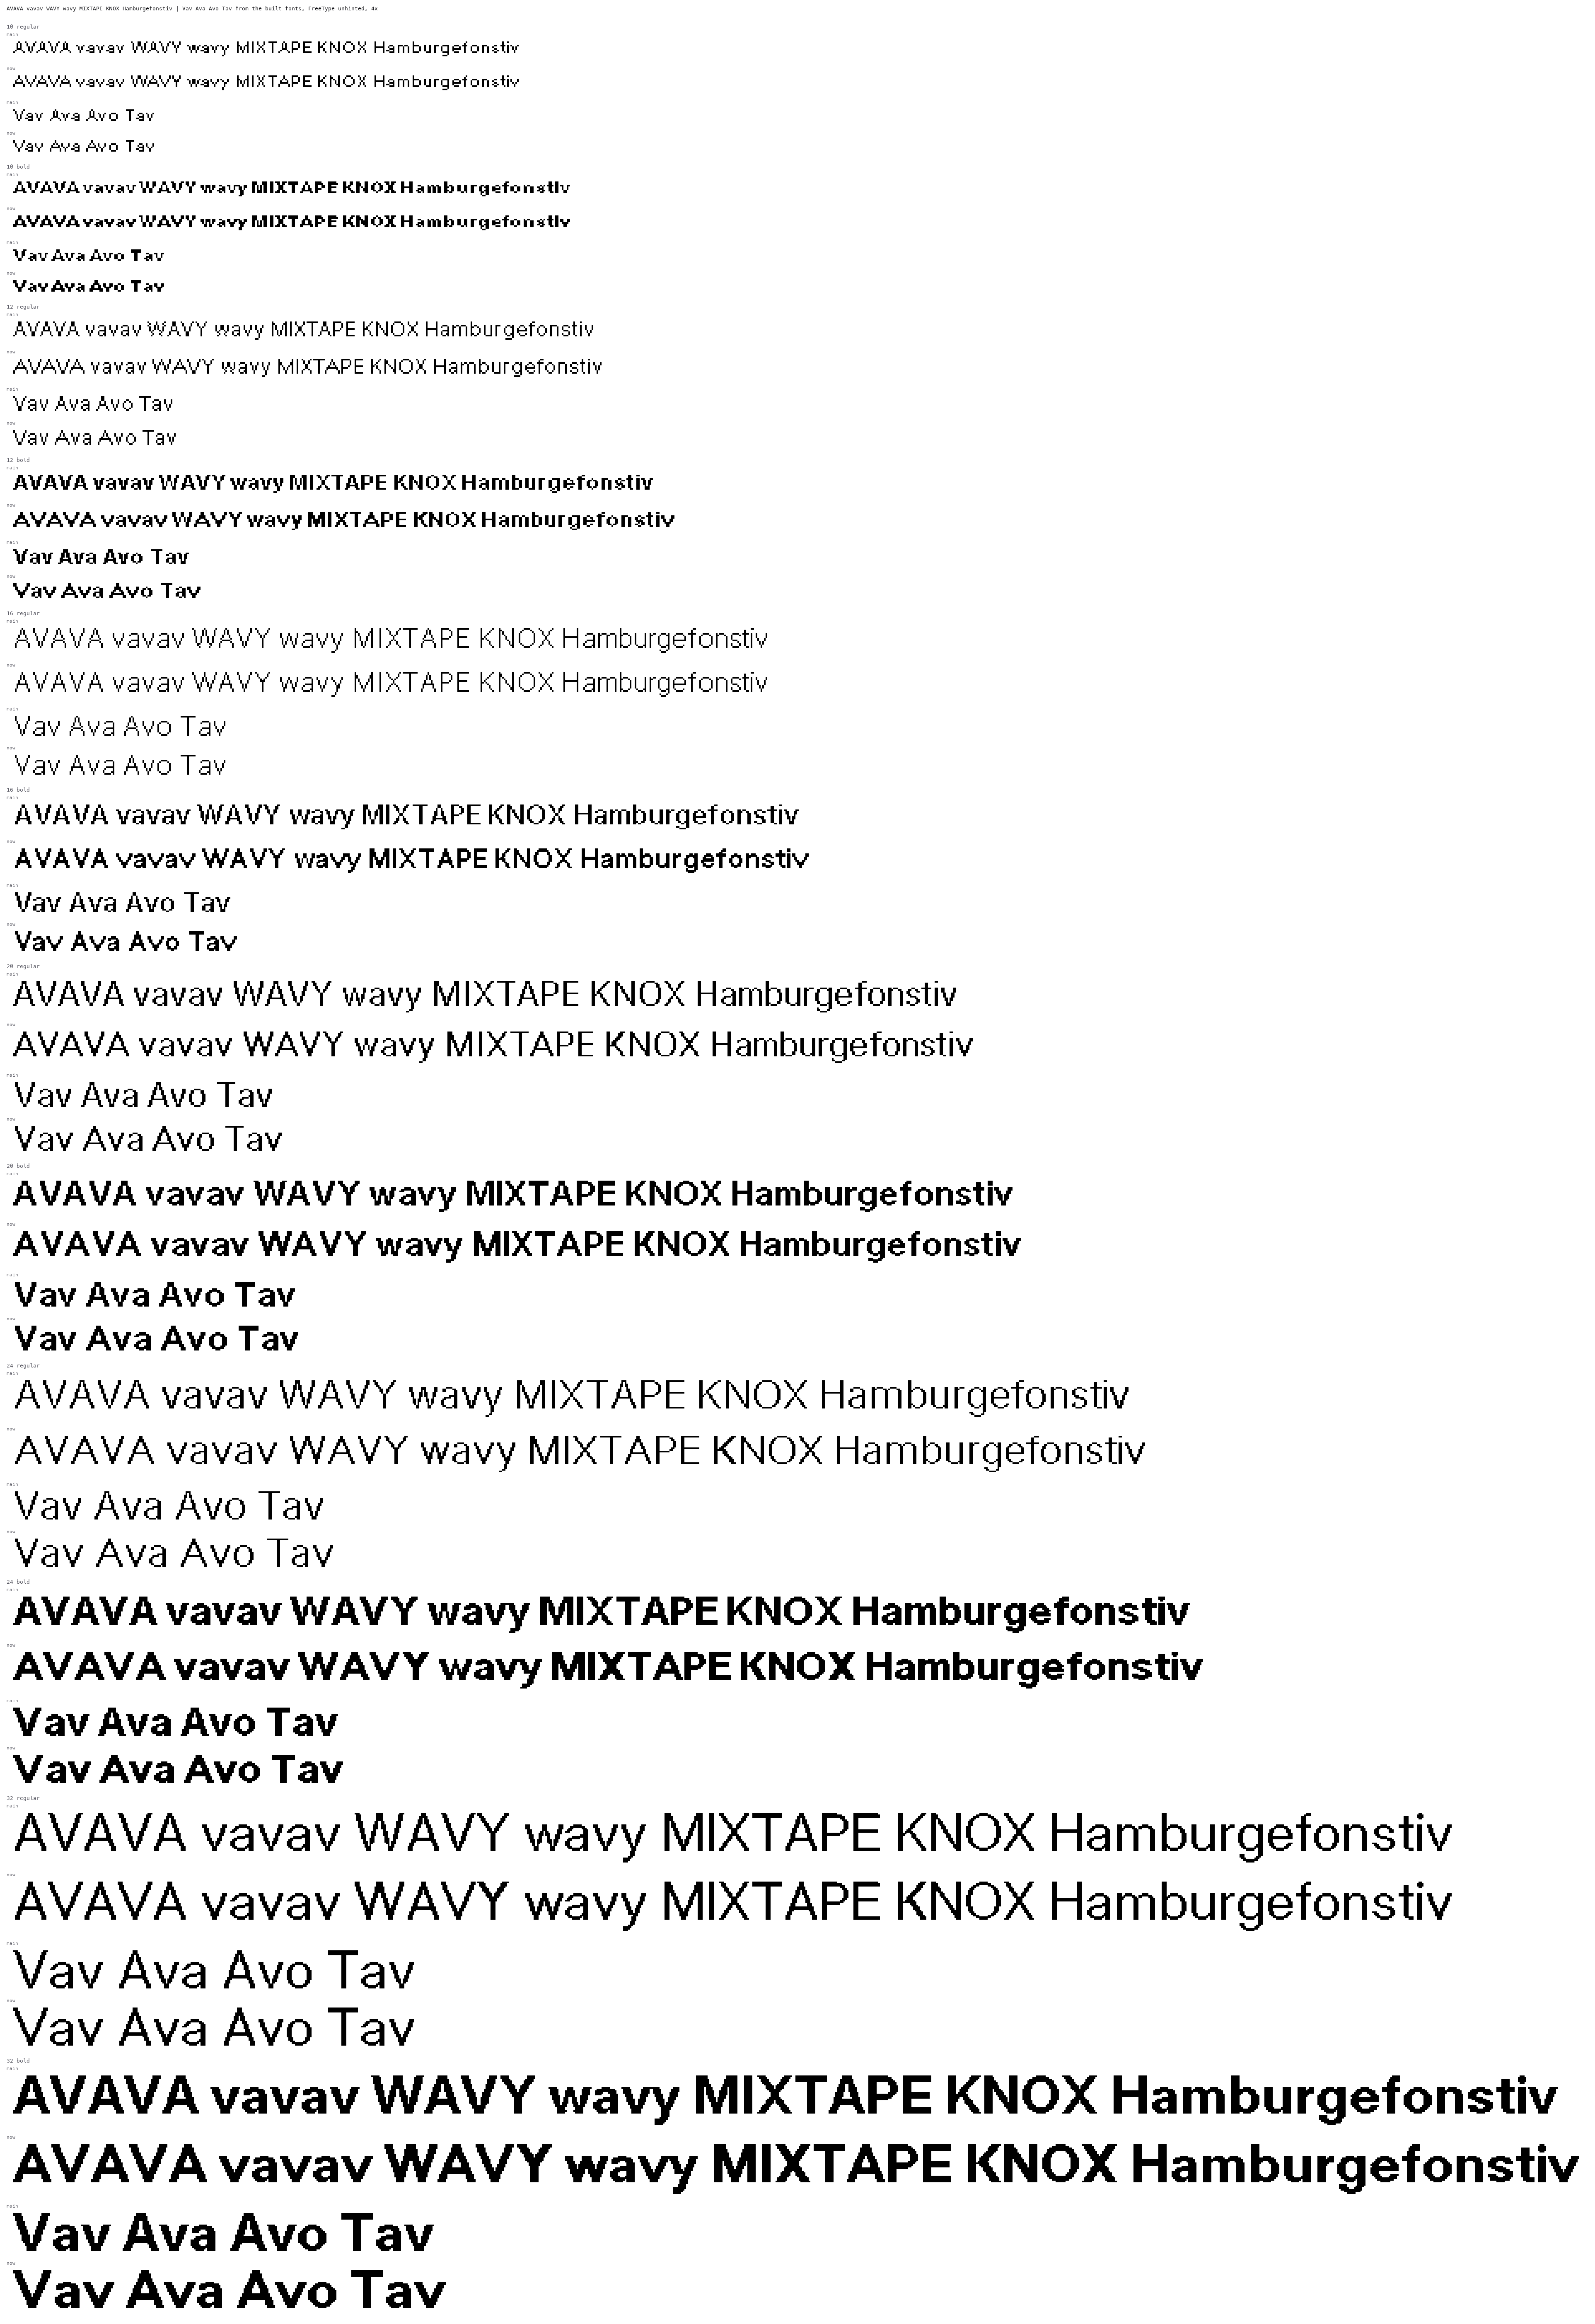 AVAVA vavav WAVY wavy MIXTAPE KNOX Hamburgefonstiv | Vav Ava Avo Tav from the built fonts, FreeType unhinted, 4x
10 regular
main
AVAVA vavav WAVY wavy MIXTAPE KNOX Hamburgefonstiv
new
AVAVA vavav WAVY wavy MIXTAPE KNOX Hamburgefonstiv
main
Vav Ava Avo Tav
new
Vav Ava Avo Tav
10 bold
main
AVAVA vavav WAVY wavy MIXTAPE KNOX Hamburgefonstiv
new
AVAVA vavav WAVY wavy MIXTAPE KNOX Hamburgefonstiv
main
Vav Ava Avo Tav
new
Vav Ava Avo Tav
12 regular
main
AVAVA vavav WAVY wavy MIXTAPE KNOX Hamburgefonstiv
new
AVAVA vavav WAVY wavy MIXTAPE KNOX Hamburgefonstiv
main
Vav Ava Avo Tav
new
Vav Ava Avo Tav
12 bold
main
AVAVA vavav WAVY wavy MIXTAPE KNOX Hamburgefonstiv
new
AVAVA vavav WAVY wavy MIXTAPE KNOX Hamburgefonstiv
main
Vav Ava Avo Tav
new
Vav Ava Avo Tav
16 regular
main
AVAVA vavav WAVY wavy MIXTAPE KNOX Hamburgefonstiv
new
AVAVA vavav WAVY wavy MIXTAPE KNOX Hamburgefonstiv
main
Vav Ava Avo Tav
new
Vav Ava Avo Tav
16 bold
main
AVAVA vavav WAVY wavy MIXTAPE KNOX Hamburgefonstiv
new
AVAVA vavav WAVY wavy MIXTAPE KNOX Hamburgefonstiv
main
Vav Ava Avo Tav
new
Vav Ava Avo Tav
20 regular
main
AVAVA vavav WAVY wavy MIXTAPE KNOX Hamburgefonstiv
new
AVAVA vavav WAVY wavy MIXTAPE KNOX Hamburgefonstiv
main
Vav Ava Avo Tav
new
Vav Ava Avo Tav
20 bold
main
AVAVA vavav WAVY wavy MIXTAPE KNOX Hamburgefonstiv
new
AVAVA vavav WAVY wavy MIXTAPE KNOX Hamburgefonstiv
main
Vav Ava Avo Tav
new
Vav Ava Avo Tav
24 regular
main
AVAVA vavav WAVY wavy MIXTAPE KNOX Hamburgefonstiv
new
AVAVA vavav WAVY wavy MIXTAPE KNOX Hamburgefonstiv
main
Vav Ava Avo Tav
new
Vav Ava Avo Tav
24 bold
main
AVAVA vavav WAVY wavy MIXTAPE KNOX Hamburgefonstiv
new
AVAVA vavav WAVY wavy MIXTAPE KNOX Hamburgefonstiv
main
Vav Ava Avo Tav
new
Vav Ava Avo Tav
32 regular
main
AVAVA vavav WAVY wavy MIXTAPE KNOX Hamburgefonstiv
new
AVAVA vavav WAVY wavy MIXTAPE KNOX Hamburgefonstiv
main
Vav Ava Avo Tav
new
Vav Ava Avo Tav
32 bold
main
AVAVA vavav WAVY wavy MIXTAPE KNOX Hamburgefonstiv
new
AVAVA vavav WAVY wavy MIXTAPE KNOX Hamburgefonstiv
main
Vav Ava Avo Tav
new
Vav Ava Avo Tav